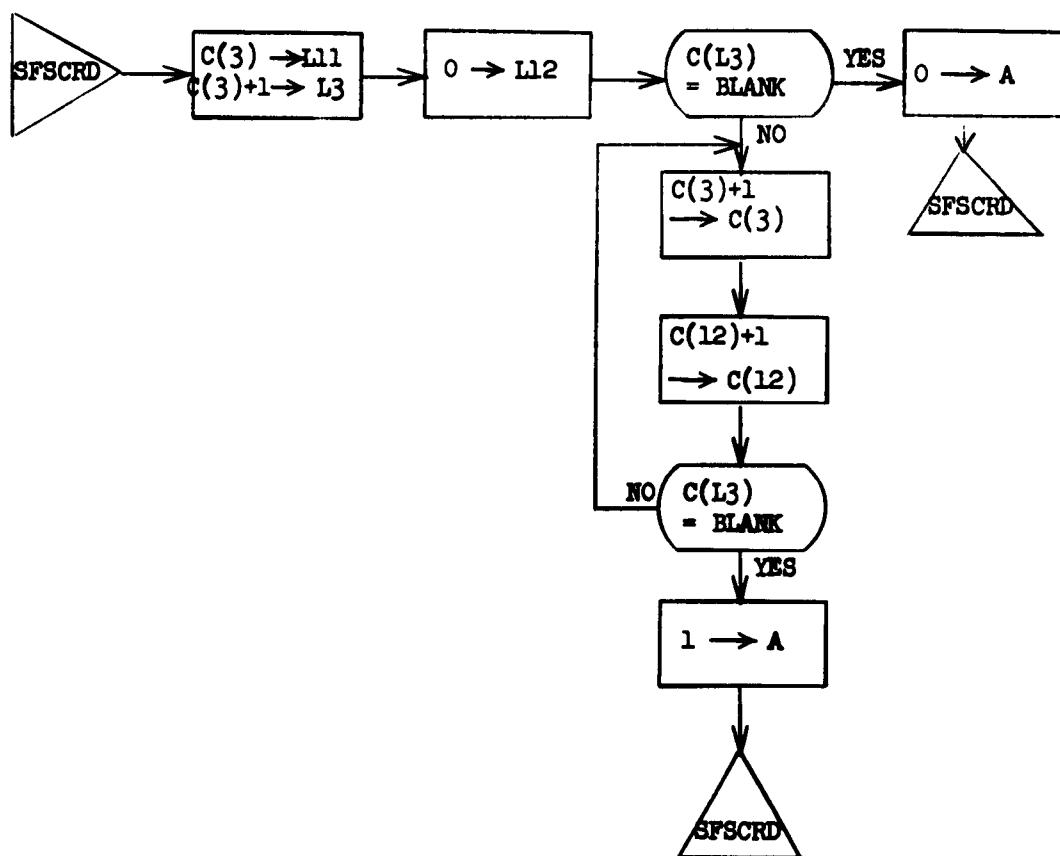 SFSCRD
C(3) → L11
C(3)+1 → L3
0 → L12
C(L3)
= BLANK
YES
0 → A
SFSCRD
NO
C(3)+1
→ C(3)
C(12)+1
→ C(12)
NO
C(L3)
= BLANK
YES
1 → A
SFSCRD